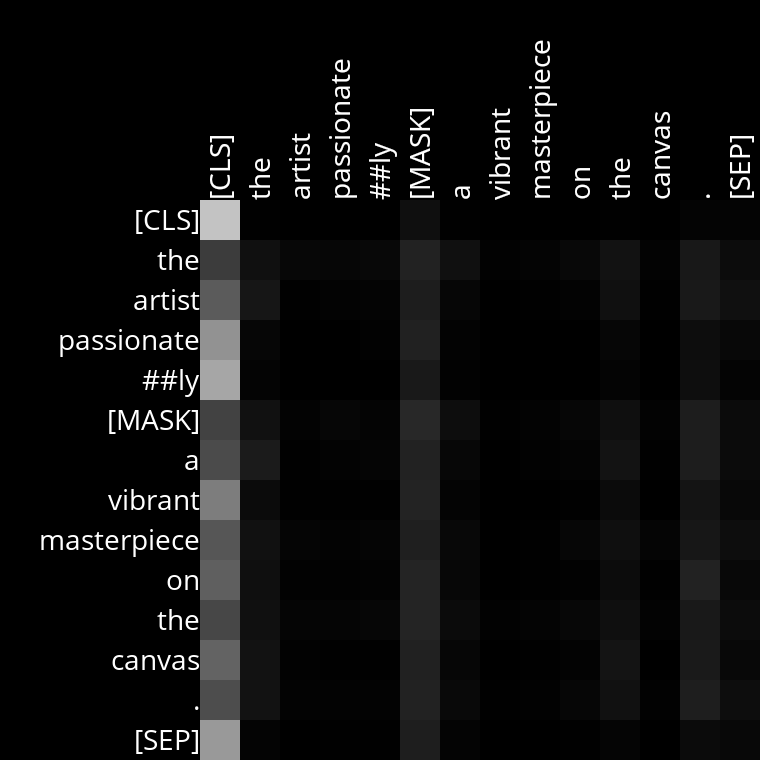 [CLS] the artist passionate ##ly [MASK] a vibrant masterpiece on the canvas . [SEP]
[CLS]
the
artist
passionate
##ly
[MASK]
a
vibrant
masterpiece
on
the
canvas
.
[SEP]